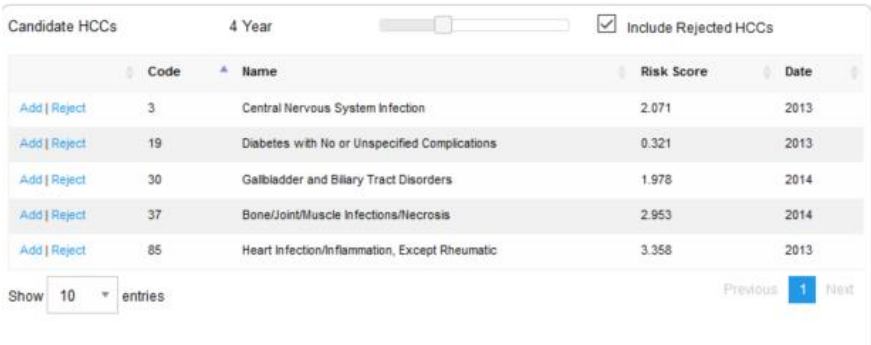 Candidate HCCs 4 Year Include Rejected HCCs
Code Name Risk Score Date
Add | Reject 3 Central Nervous System Infection 2.071 2013
Add | Reject 19 Diabetes with No or Unspecified Complications 0.321 2013
Add | Reject 30 Gallbladder and Biliary Tract Disorders 1.978 2014
Add | Reject 37 Bone/Joint/Muscle Infections/Necrosis 2.953 2014
Add | Reject 85 Heart Infection/Inflammation, Except Rheumatic 3.358 2013
Show 10 entries Previous 1 Next